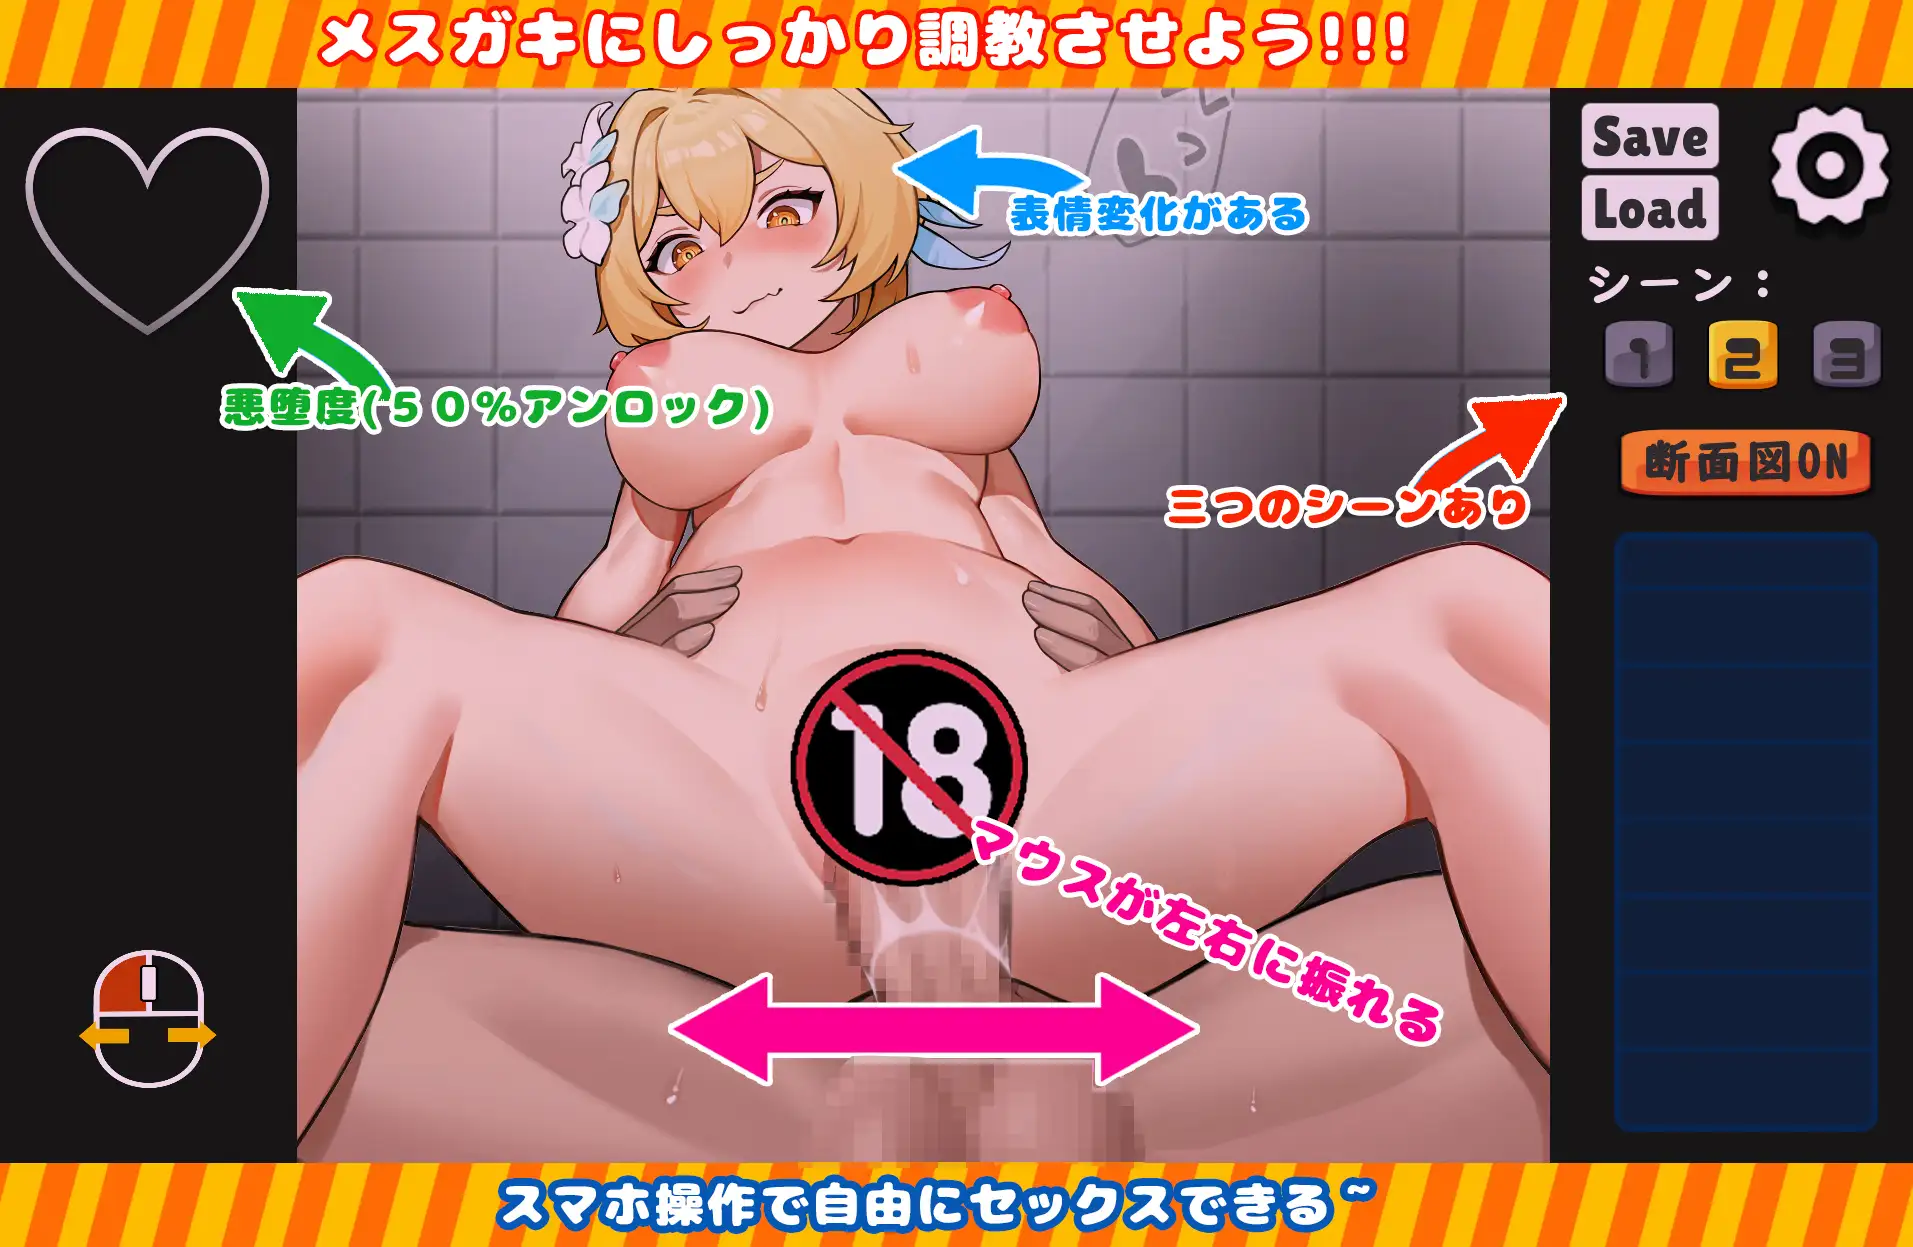 メスガキにしっかり調教させよう!!!
Save
Load
表情変化がある
シーン：
1 2 3
悪堕度(５０％アンロック)
断面図ON
三つのシーンあり
18
マウスが左右に振れる
スマホ操作で自由にセックスできる~